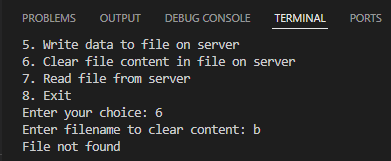 PROBLEMS OUTPUT DEBUG CONSOLE TERMINAL PORTS
5. Write data to file on server
6. Clear file content in file on server
7. Read file from server
8. Exit
Enter your choice: 6
Enter filename to clear content: b
File not found